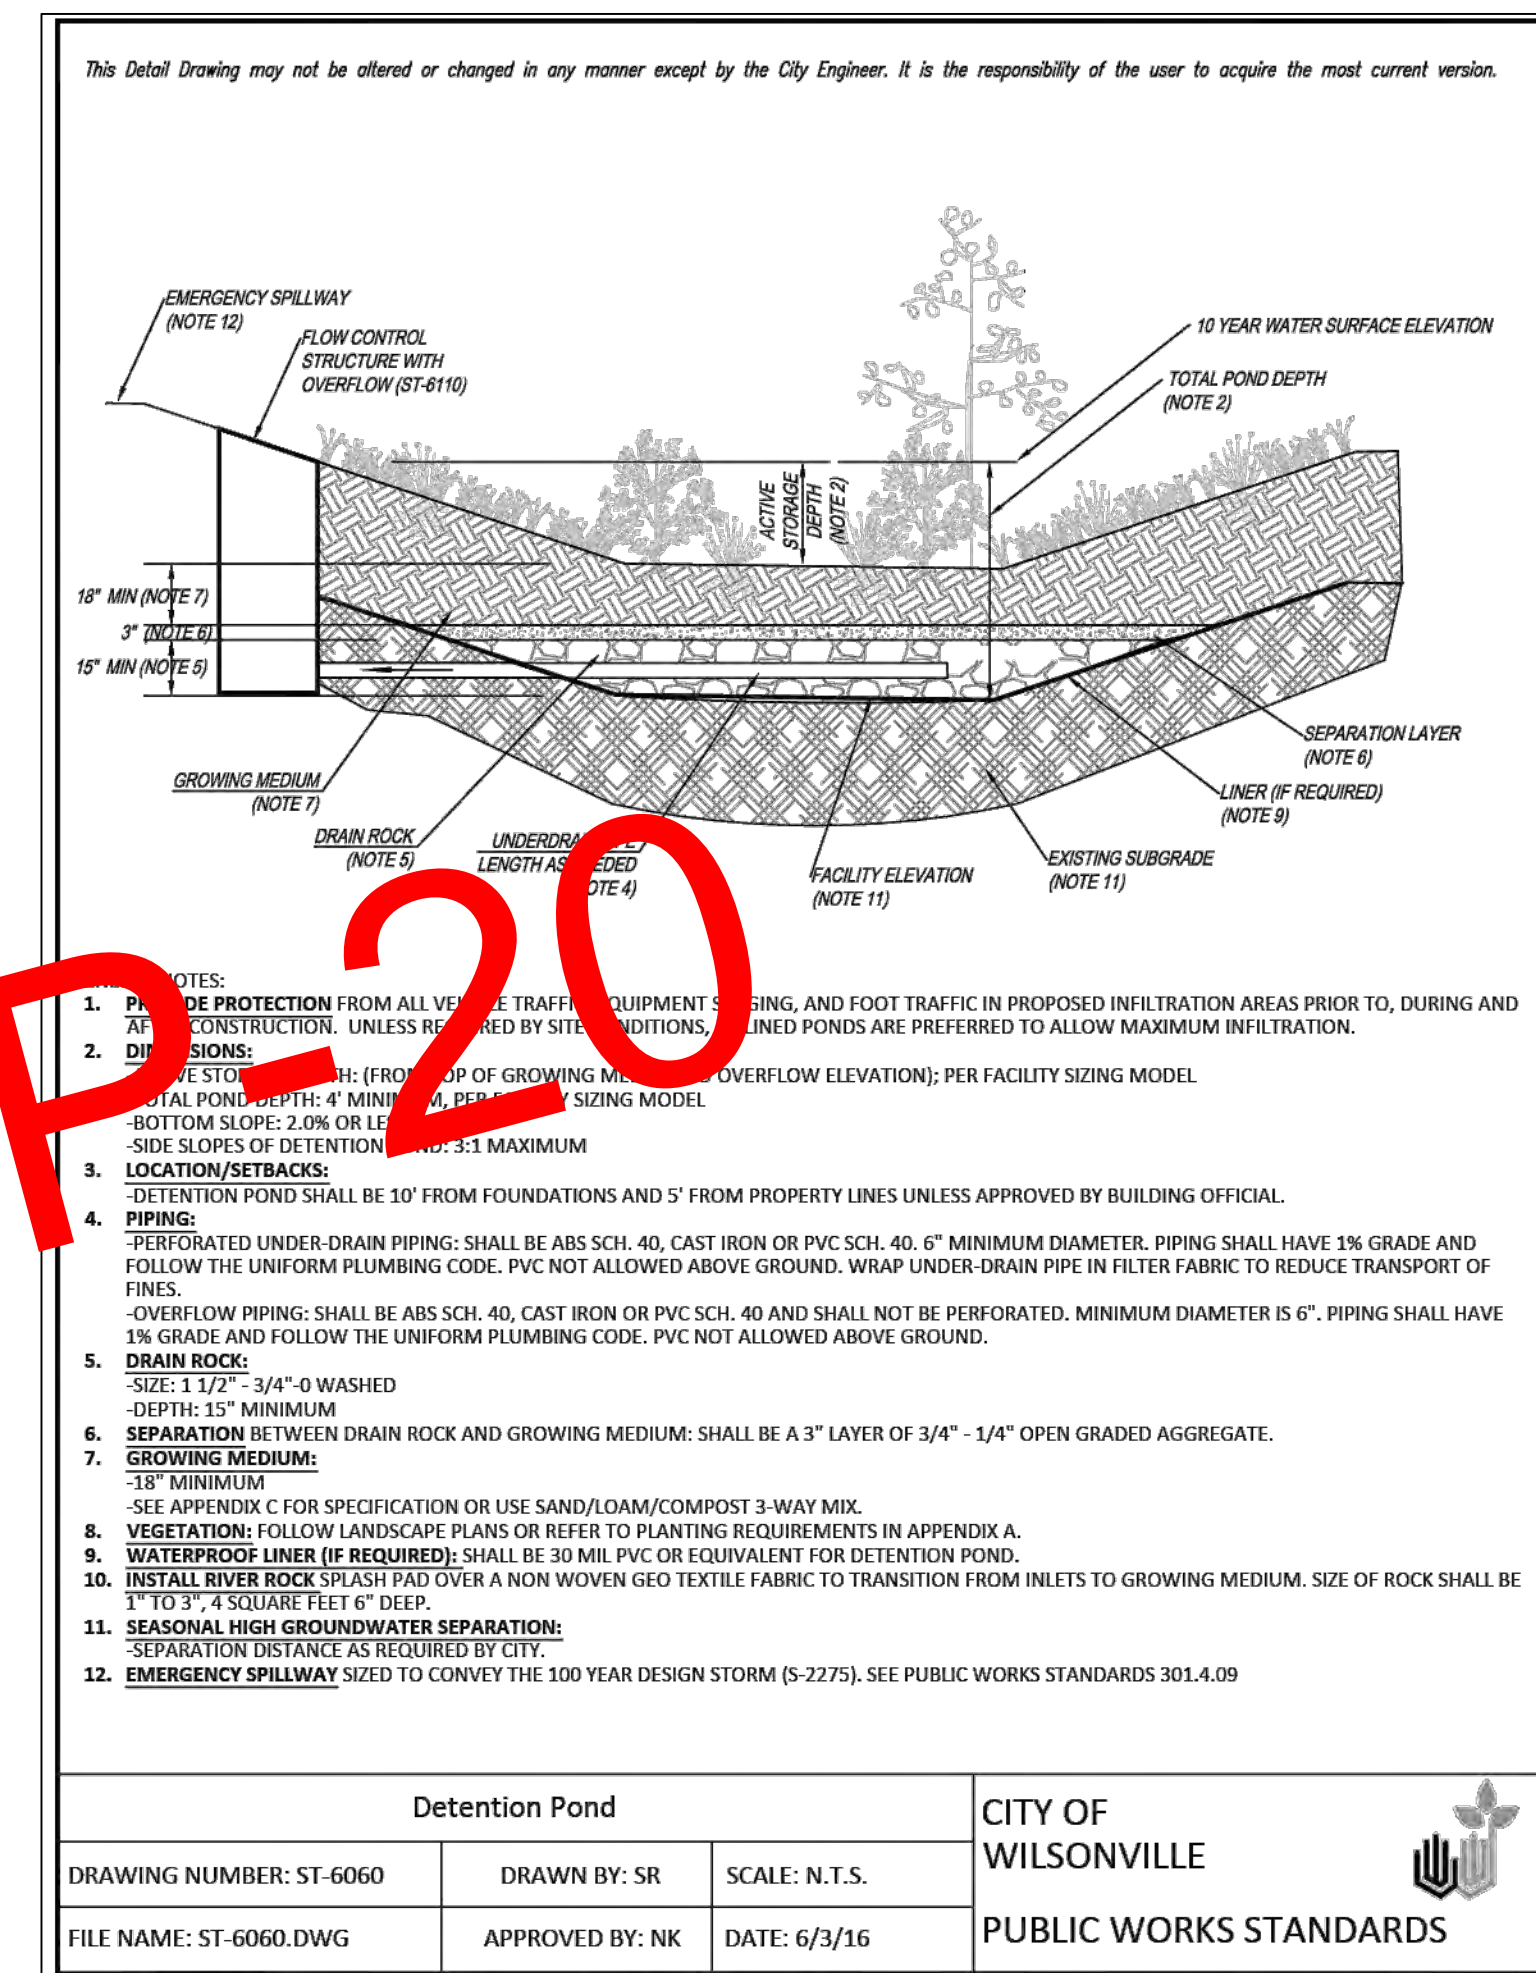 This Detail Drawing may not be altered or changed in any manner except by the City Engineer. It is the responsibility of the user to acquire the most current version.
EMERGENCY SPILLWAY
(NOTE 12)
FLOW CONTROL
STRUCTURE WITH
OVERFLOW (ST-6110)
10 YEAR WATER SURFACE ELEVATION
TOTAL POND DEPTH
(NOTE 2)
ACTIVE
STORAGE
DEPTH
(NOTE 2)
18" MIN (NOTE 7)
3" (NOTE 6)
15" MIN (NOTE 5)
GROWING MEDIUM
(NOTE 7)
DRAIN ROCK
(NOTE 5)
LENGTH AS
SEPARATION LAYER
(NOTE 6)
LINER (IF REQUIRED)
(NOTE 9)
EXISTING SUBGRADE
(NOTE 11)
FACILITY ELEVATION
(NOTE 11)
P-20
NOTES:
1. PROVIDE PROTECTION FROM ALL VEHICLE TRAFFIC, EQUIPMENT STAGING, AND FOOT TRAFFIC IN PROPOSED INFILTRATION AREAS PRIOR TO, DURING AND
AFTER CONSTRUCTION. UNLESS REQUIRED BY SITE CONDITIONS, UNLINED PONDS ARE PREFERRED TO ALLOW MAXIMUM INFILTRATION.
2. DIMENSIONS:
(FROM TOP OF GROWING MEDIUM OVERFLOW ELEVATION); PER FACILITY SIZING MODEL
TOTAL POND DEPTH: 4' MINIMUM, PER FACILITY SIZING MODEL
-BOTTOM SLOPE: 2.0% OR
-SIDE SLOPES OF DETENTION POND: 3:1 MAXIMUM
3. LOCATION/SETBACKS:
-DETENTION POND SHALL BE 10' FROM FOUNDATIONS AND 5' FROM PROPERTY LINES UNLESS APPROVED BY BUILDING OFFICIAL.
4. PIPING:
-PERFORATED UNDER-DRAIN PIPING: SHALL BE ABS SCH. 40, CAST IRON OR PVC SCH. 40. 6" MINIMUM DIAMETER. PIPING SHALL HAVE 1% GRADE AND
FOLLOW THE UNIFORM PLUMBING CODE. PVC NOT ALLOWED ABOVE GROUND. WRAP UNDER-DRAIN PIPE IN FILTER FABRIC TO REDUCE TRANSPORT OF
FINES.
-OVERFLOW PIPING: SHALL BE ABS SCH. 40, CAST IRON OR PVC SCH. 40 AND SHALL NOT BE PERFORATED. MINIMUM DIAMETER IS 6". PIPING SHALL HAVE
1% GRADE AND FOLLOW THE UNIFORM PLUMBING CODE. PVC NOT ALLOWED ABOVE GROUND.
5. DRAIN ROCK:
-SIZE: 1 1/2" - 3/4"-0 WASHED
-DEPTH: 15" MINIMUM
6. SEPARATION BETWEEN DRAIN ROCK AND GROWING MEDIUM: SHALL BE A 3" LAYER OF 3/4" - 1/4" OPEN GRADED AGGREGATE.
7. GROWING MEDIUM:
-18" MINIMUM
-SEE APPENDIX C FOR SPECIFICATION OR USE SAND/LOAM/COMPOST 3-WAY MIX.
8. VEGETATION: FOLLOW LANDSCAPE PLANS OR REFER TO PLANTING REQUIREMENTS IN APPENDIX A.
9. WATERPROOF LINER (IF REQUIRED): SHALL BE 30 MIL PVC OR EQUIVALENT FOR DETENTION POND.
10. INSTALL RIVER ROCK SPLASH PAD OVER A NON WOVEN GEO TEXTILE FABRIC TO TRANSITION FROM INLETS TO GROWING MEDIUM. SIZE OF ROCK SHALL BE
1" TO 3", 4 SQUARE FEET 6" DEEP.
11. SEASONAL HIGH GROUNDWATER SEPARATION:
-SEPARATION DISTANCE AS REQUIRED BY CITY.
12. EMERGENCY SPILLWAY SIZED TO CONVEY THE 100 YEAR DESIGN STORM (S-2275). SEE PUBLIC WORKS STANDARDS 301.4.09
Detention Pond
DRAWING NUMBER: ST-6060
DRAWN BY: SR
SCALE: N.T.S.
FILE NAME: ST-6060.DWG
APPROVED BY: NK
DATE: 6/3/16
CITY OF
WILSONVILLE
PUBLIC WORKS STANDARDS